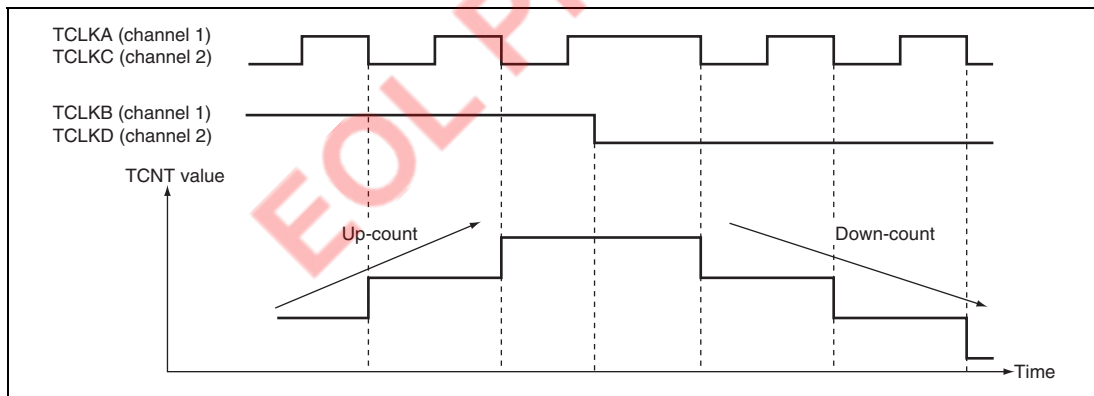 TCLKA (channel 1)
TCLKC (channel 2)
TCLKB (channel 1)
TCLKD (channel 2)
TCNT value
Up-count
Down-count
Time
EOL P